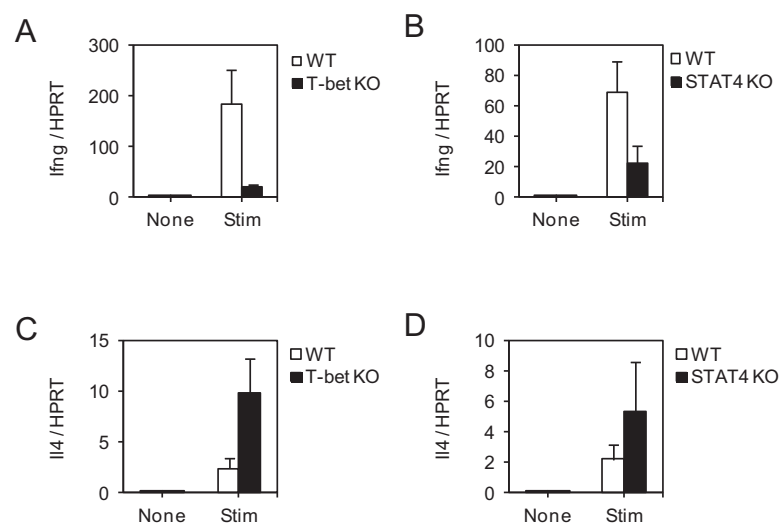 A
300
200
100
0
Ifng / HPRT
None
Stim
WT
T-bet KO
B
100
80
60
40
20
0
Ifng / HPRT
None
Stim
WT
STAT4 KO
C
15
10
5
0
Il4 / HPRT
None
Stim
WT
T-bet KO
D
10
8
6
4
2
0
Il4 / HPRT
None
Stim
WT
STAT4 KO